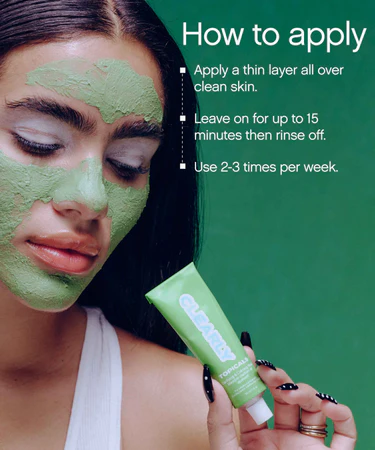 How to apply
Apply a thin layer all over
clean skin.
Leave on for up to 15
minutes then rinse off.
Use 2-3 times per week.
CLEARLY
TOPICALS